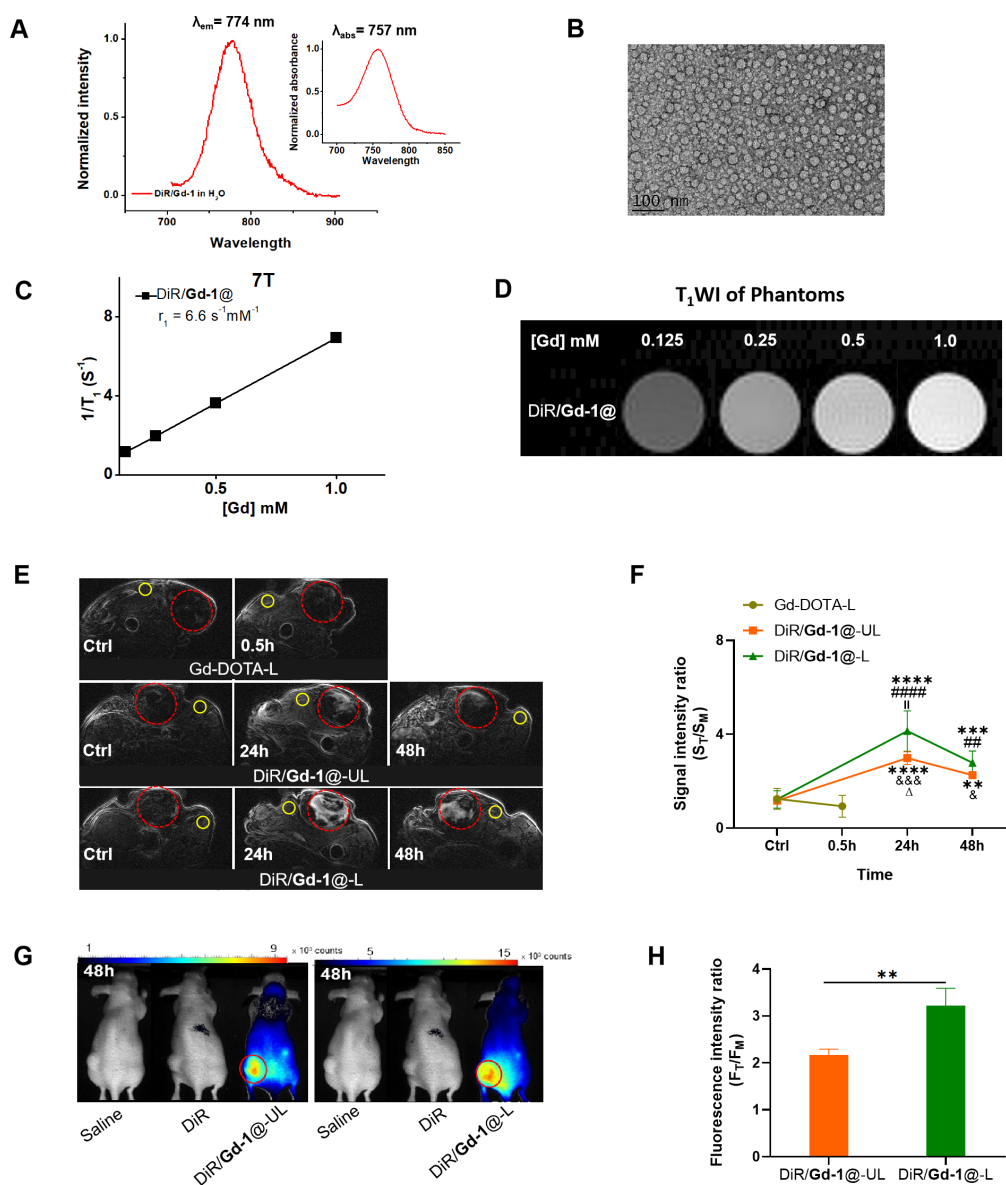 A
λem= 774 nm
λabs= 757 nm
Normalized intensity
1.0
0.5
0.0
DiR/Gd-1 in H2O
700
800
900
Wavelength
Normalized absorbance
1.0
0.5
0.0
700
750
800
850
Wavelength
B
100 nm
C
7T
DiR/Gd-1@
r1 = 6.6 s-1mM-1
1/T1 (S-1)
8
4
0
0.5
1.0
[Gd] mM
D
T1WI of Phantoms
[Gd] mM
0.125
0.25
0.5
1.0
DiR/Gd-1@
E
Ctrl
0.5h
Gd-DOTA-L
Ctrl
24h
48h
DiR/Gd-1@-UL
Ctrl
24h
48h
DiR/Gd-1@-L
F
Gd-DOTA-L
DiR/Gd-1@-UL
DiR/Gd-1@-L
Signal intensity ratio
(ST/SM)
8
4
0
****
####
॥
***
##
****
&&&
Δ
**
&
Ctrl
0.5h
24h
48h
Time
G
1
9
× 10³ counts
48h
5
15
× 10³ counts
48h
Saline
DiR
DiR/Gd-1@-UL
Saline
DiR
DiR/Gd-1@-L
H
Fluorescence intensity ratio
(FT/FM)
4
3
2
1
0
**
DiR/Gd-1@-UL
DiR/Gd-1@-L